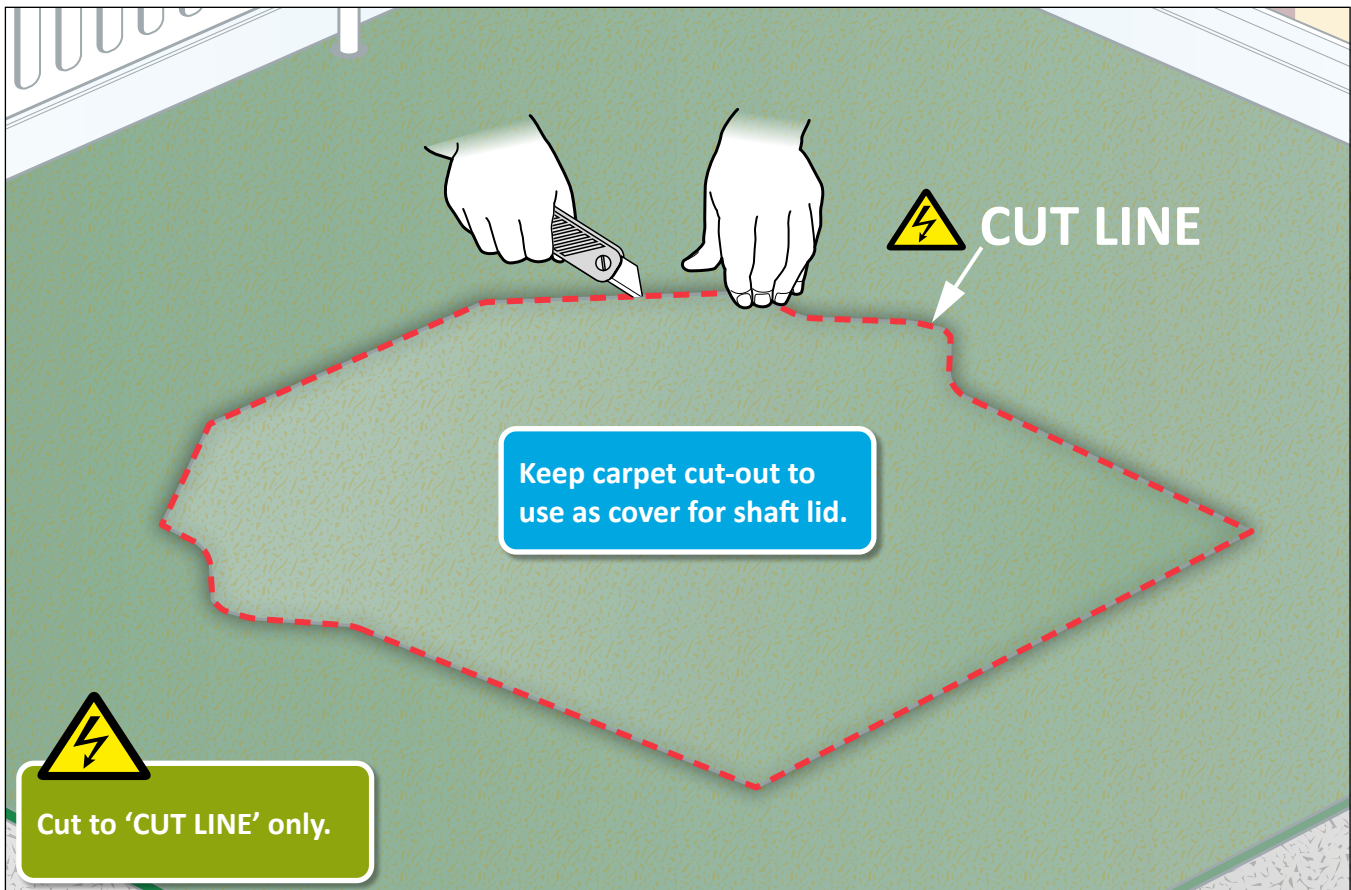 CUT LINE
Keep carpet cut-out to
use as cover for shaft lid.
Cut to ‘CUT LINE’ only.